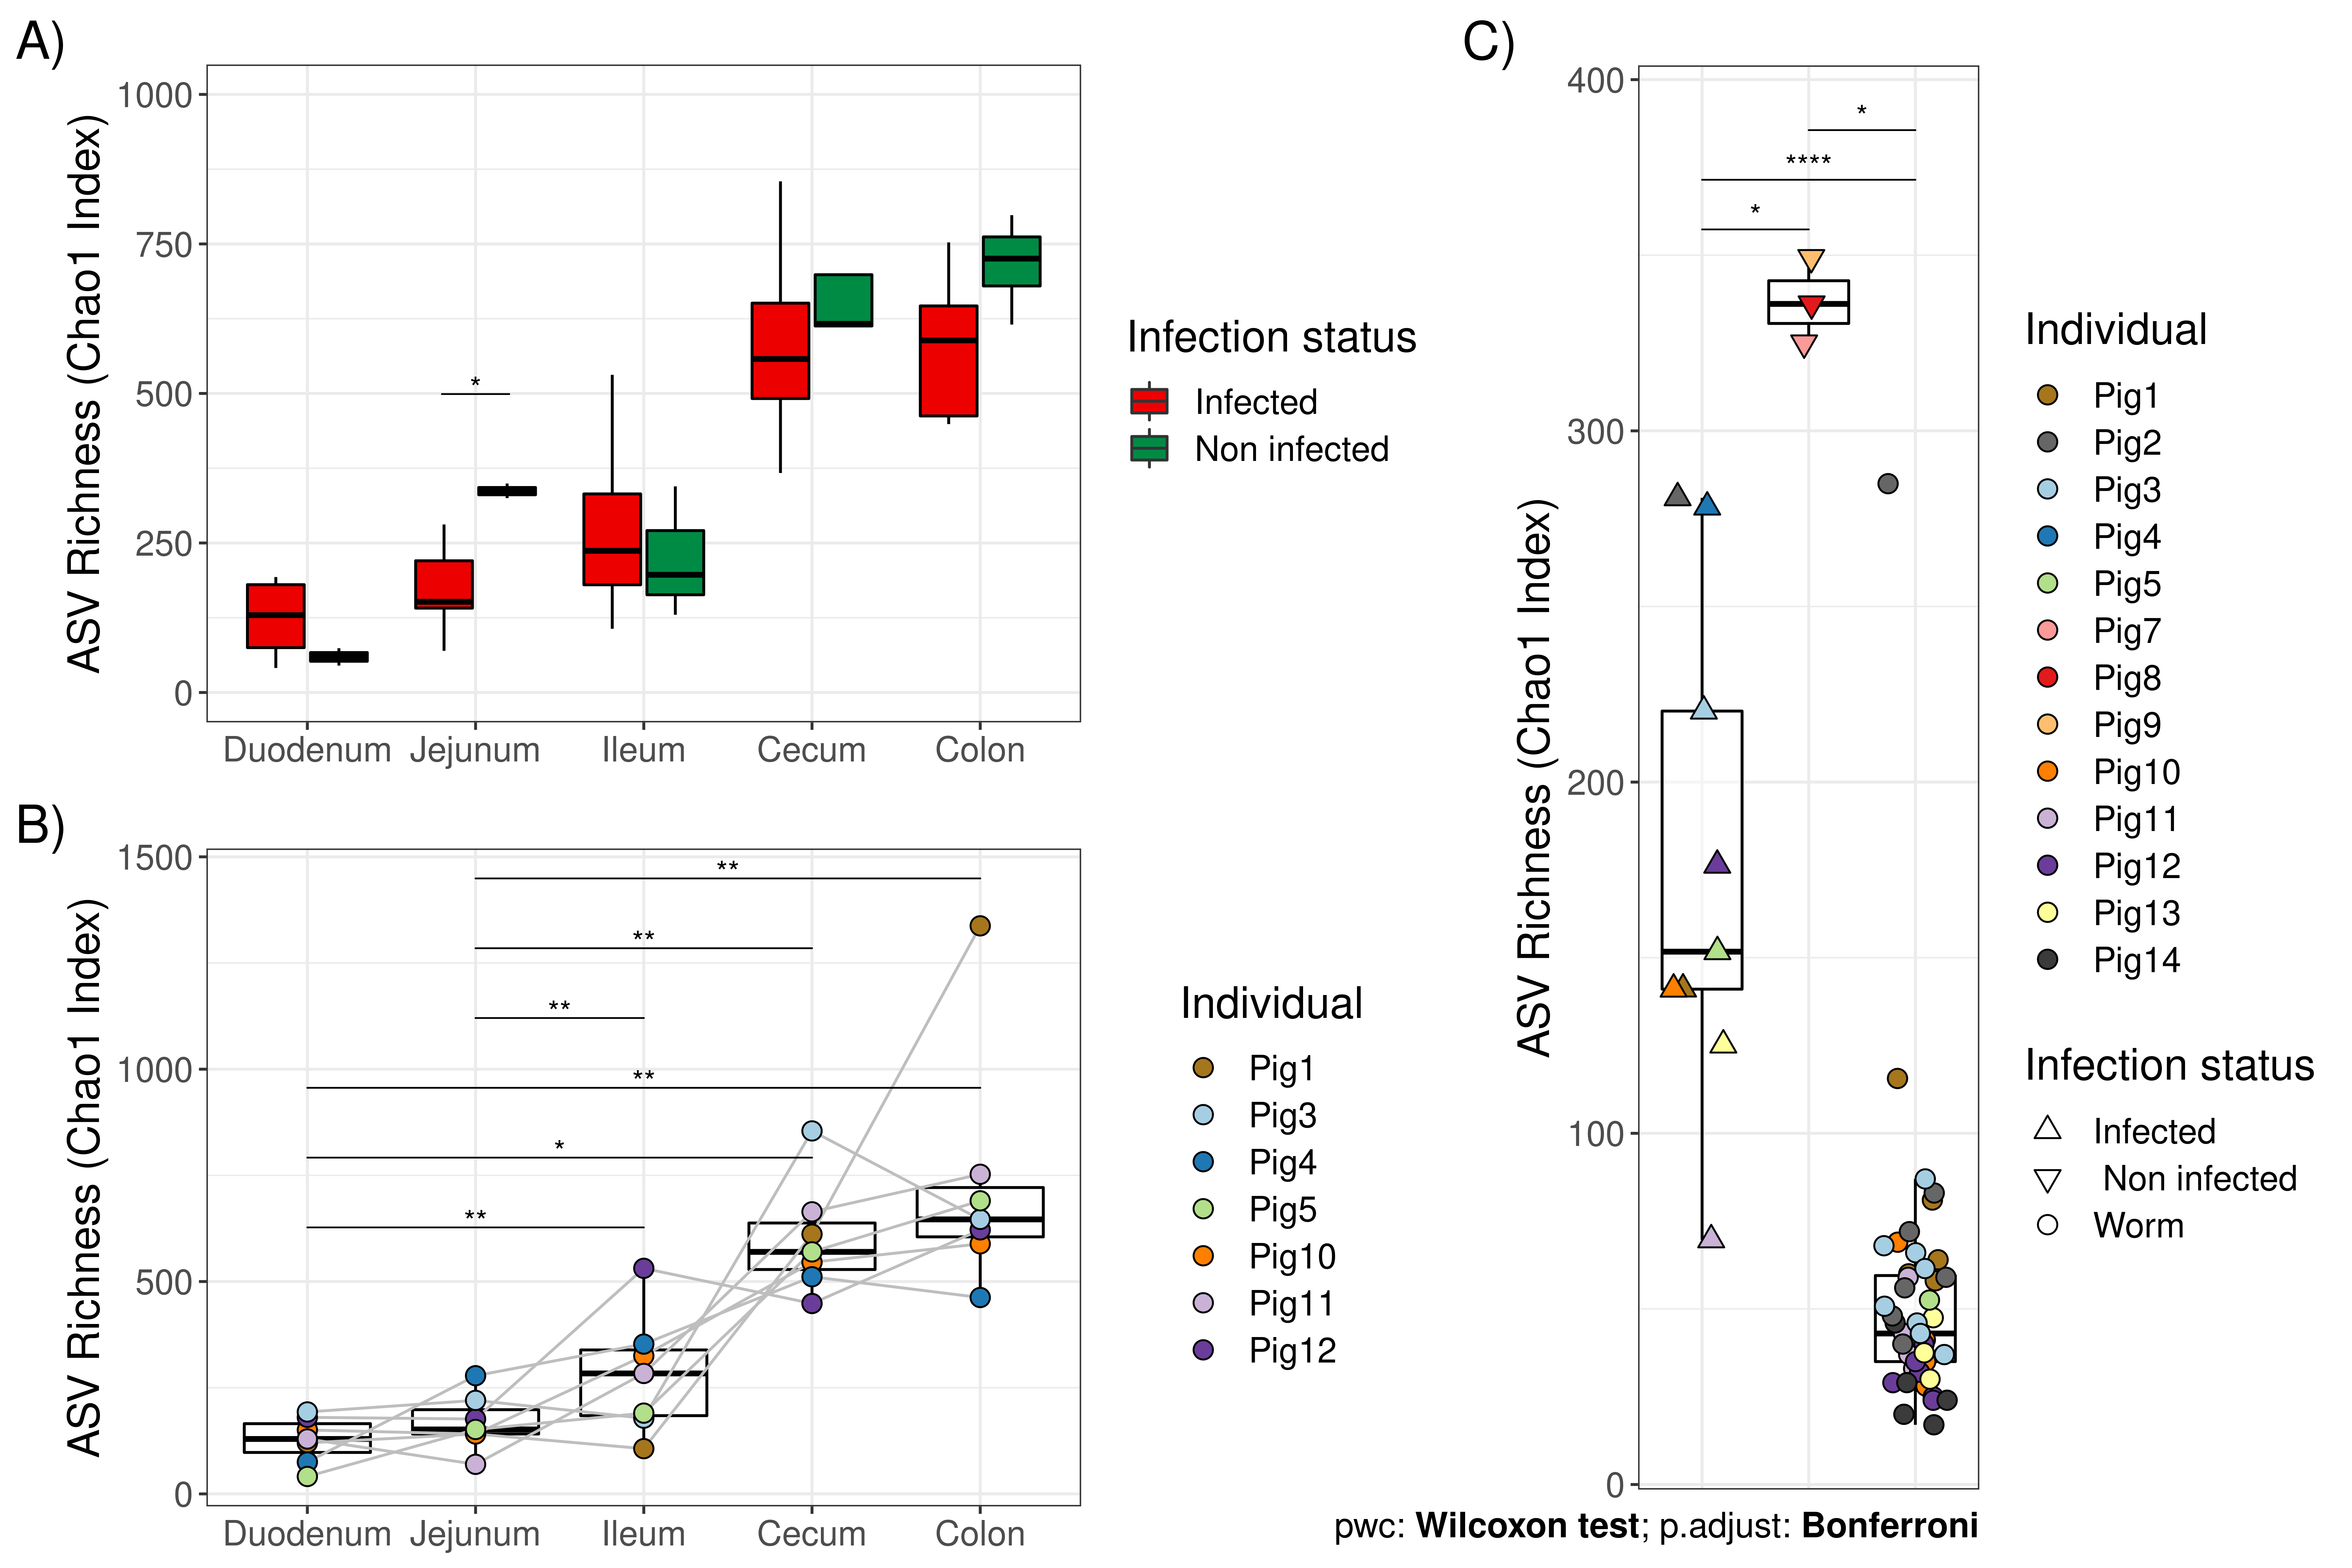 A)
ASV Richness (Chao1 Index)
1000
750
500
250
0
*
Duodenum Jejunum Ileum Cecum Colon
Infection status
Infected
Non infected
B)
ASV Richness (Chao1 Index)
1500
1000
500
0
**
**
**
**
*
**
Duodenum Jejunum Ileum Cecum Colon
Individual
Pig1
Pig3
Pig4
Pig5
Pig10
Pig11
Pig12
C)
ASV Richness (Chao1 Index)
400
300
200
100
0
*
****
*
Individual
Pig1
Pig2
Pig3
Pig4
Pig5
Pig7
Pig8
Pig9
Pig10
Pig11
Pig12
Pig13
Pig14
Infection status
Infected
Non infected
Worm
pwc: Wilcoxon test; p.adjust: Bonferroni